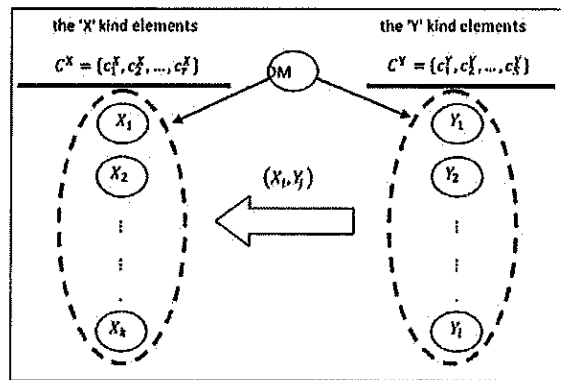 the 'X' kind elements
the 'Y' kind elements
C^X = {c_1^X, c_2^X, ..., c_r^X}
C^Y = {c_1^Y, c_2^Y, ..., c_s^Y}
DM
X_1
Y_1
X_2
Y_2
(X_i, Y_j)
X_k
Y_l